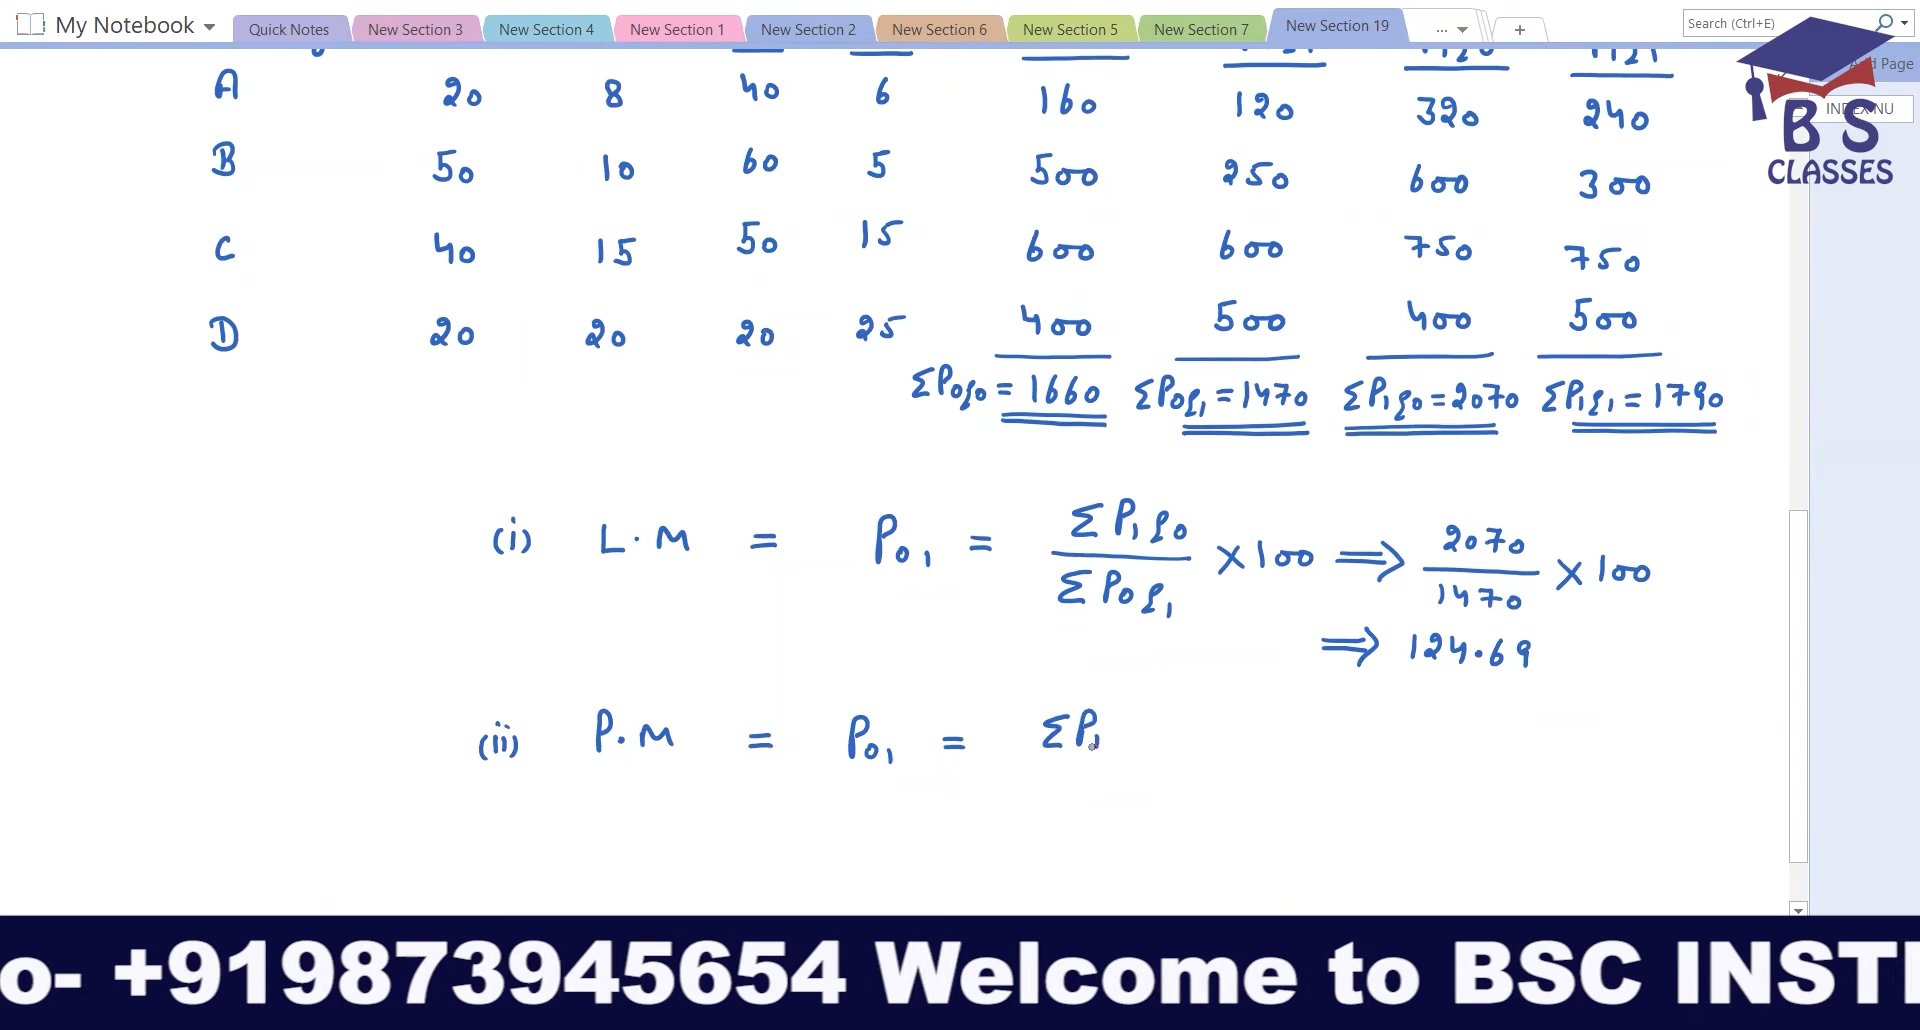 My Notebook Quick Notes New Section 3 New Section 4 New Section 1 New Section 2 New Section 6 New Section 5 New Section 7 New Section 19 ... + Search (Ctrl+E)
Page
INDEX NU
B S
CLASSES
A 20 8 40 6 160 120 320 240
B 50 10 60 5 500 250 600 300
C 40 15 50 15 600 600 750 750
D 20 20 20 25 400 500 400 500
ΣP₀q₀ = 1660 ΣP₀q₁ = 1470 ΣP₁q₀ = 2070 ΣP₁q₁ = 1790
(i) L.M = P₀₁ = ΣP₁q₀ / ΣP₀q₁ × 100 ⟹ 2070 / 1470 × 100
⟹ 124.69
(ii) P.M = P₀₁ = ΣP₁
o- +919873945654 Welcome to BSC INSTI